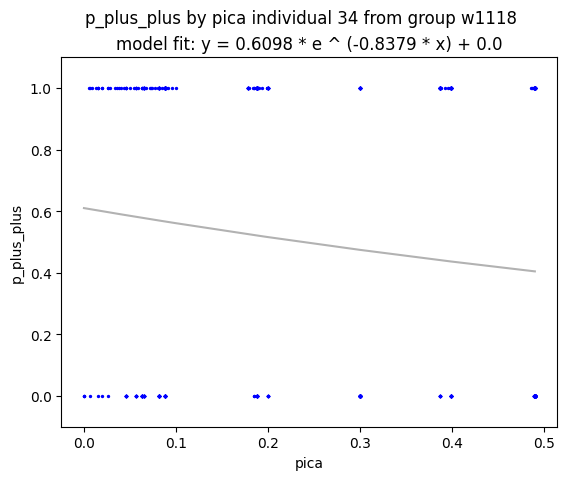 p_plus_plus by pica individual 34 from group w1118
model fit: y = 0.6098 * e ^ (-0.8379 * x) + 0.0
1.0
0.8
0.6
0.4
0.2
0.0
p_plus_plus
0.0 0.1 0.2 0.3 0.4 0.5
pica